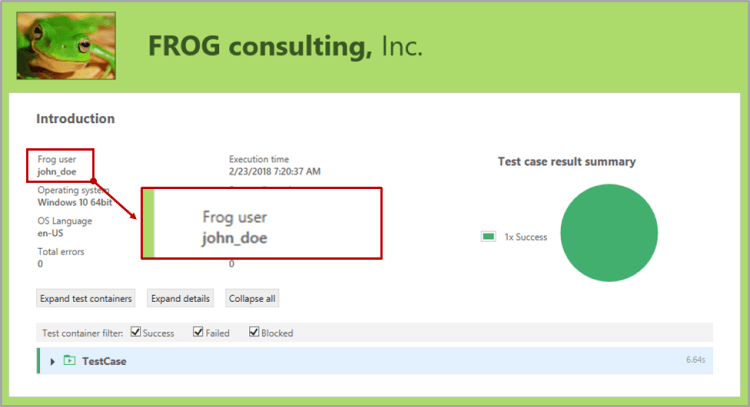 FROG consulting, Inc.
Introduction
Frog user
john_doe
Execution time
2/23/2018 7:20:37 AM
Operating system
Windows 10 64bit
OS Language
en-US
Total errors
0
0
Frog user
john_doe
Test case result summary
1x Success
Expand test containers
Expand details
Collapse all
Test container filter: Success Failed Blocked
TestCase 6.64s